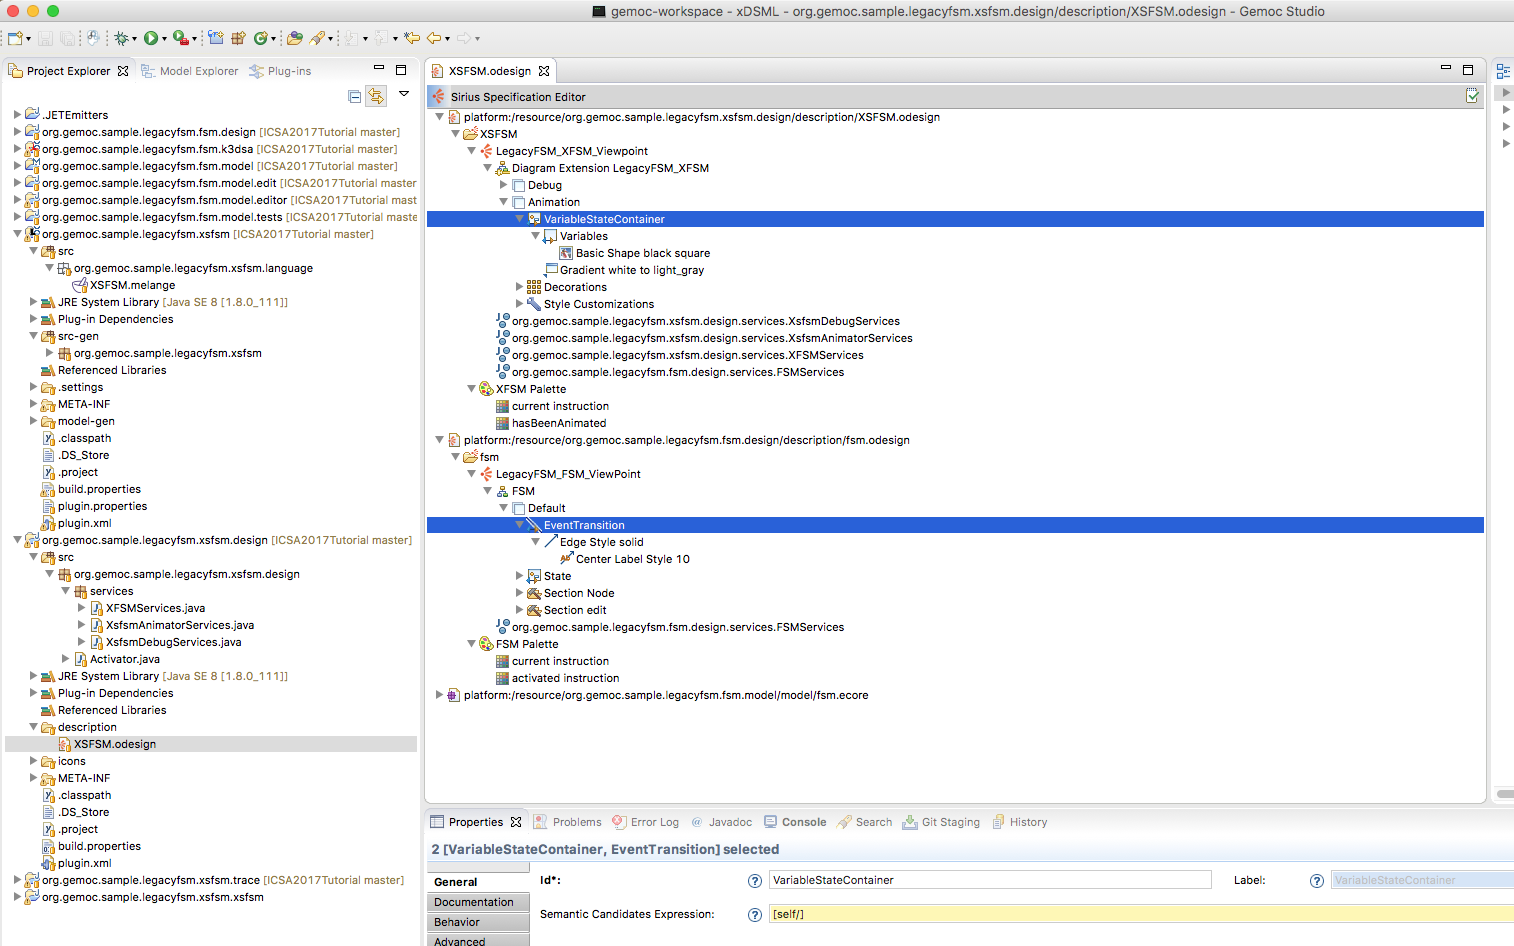 gemoc-workspace - xDSML - org.gemoc.sample.legacyfsm.xsfsm.design/description/XSFSM.odesign - Gemoc Studio
Project Explorer
Model Explorer
Plug-ins
.JETEmitters
org.gemoc.sample.legacyfsm.fsm.design [ICSA2017Tutorial master]
org.gemoc.sample.legacyfsm.fsm.k3dsa [ICSA2017Tutorial master]
org.gemoc.sample.legacyfsm.fsm.model [ICSA2017Tutorial master]
org.gemoc.sample.legacyfsm.fsm.model.edit [ICSA2017Tutorial master
org.gemoc.sample.legacyfsm.fsm.model.editor [ICSA2017Tutorial mast
org.gemoc.sample.legacyfsm.fsm.model.tests [ICSA2017Tutorial maste
org.gemoc.sample.legacyfsm.xsfsm [ICSA2017Tutorial master]
src
org.gemoc.sample.legacyfsm.xsfsm.language
XSFSM.melange
JRE System Library [Java SE 8 [1.8.0_111]]
Plug-in Dependencies
src-gen
org.gemoc.sample.legacyfsm.xsfsm
Referenced Libraries
.settings
META-INF
model-gen
.classpath
.DS_Store
.project
build.properties
plugin.properties
plugin.xml
org.gemoc.sample.legacyfsm.xsfsm.design [ICSA2017Tutorial master]
src
org.gemoc.sample.legacyfsm.xsfsm.design
services
XFSMServices.java
XsfsmAnimatorServices.java
XsfsmDebugServices.java
Activator.java
JRE System Library [Java SE 8 [1.8.0_111]]
Plug-in Dependencies
Referenced Libraries
description
XSFSM.odesign
icons
META-INF
.classpath
.DS_Store
.project
build.properties
plugin.xml
org.gemoc.sample.legacyfsm.xsfsm.trace [ICSA2017Tutorial master]
org.gemoc.sample.legacyfsm.xsfsm.xsfsm
XSFSM.odesign
Sirius Specification Editor
platform:/resource/org.gemoc.sample.legacyfsm.xsfsm.design/description/XSFSM.odesign
XSFSM
LegacyFSM_XFSM_Viewpoint
Diagram Extension LegacyFSM_XFSM
Debug
Animation
VariableStateContainer
Variables
Basic Shape black square
Gradient white to light_gray
Decorations
Style Customizations
org.gemoc.sample.legacyfsm.xsfsm.design.services.XsfsmDebugServices
org.gemoc.sample.legacyfsm.xsfsm.design.services.XsfsmAnimatorServices
org.gemoc.sample.legacyfsm.xsfsm.design.services.XFSMServices
org.gemoc.sample.legacyfsm.fsm.design.services.FSMServices
XFSM Palette
current instruction
hasBeenAnimated
platform:/resource/org.gemoc.sample.legacyfsm.fsm.design/description/fsm.odesign
fsm
LegacyFSM_FSM_ViewPoint
FSM
Default
EventTransition
Edge Style solid
Center Label Style 10
State
Section Node
Section edit
org.gemoc.sample.legacyfsm.fsm.design.services.FSMServices
FSM Palette
current instruction
activated instruction
platform:/resource/org.gemoc.sample.legacyfsm.fsm.model/model/fsm.ecore
Properties
Problems
Error Log
@ Javadoc
Console
Search
Git Staging
History
2 [VariableStateContainer, EventTransition] selected
General
Documentation
Behavior
Advanced
Id*:
VariableStateContainer
Label:
VariableStateContainer
Semantic Candidates Expression:
[self/]